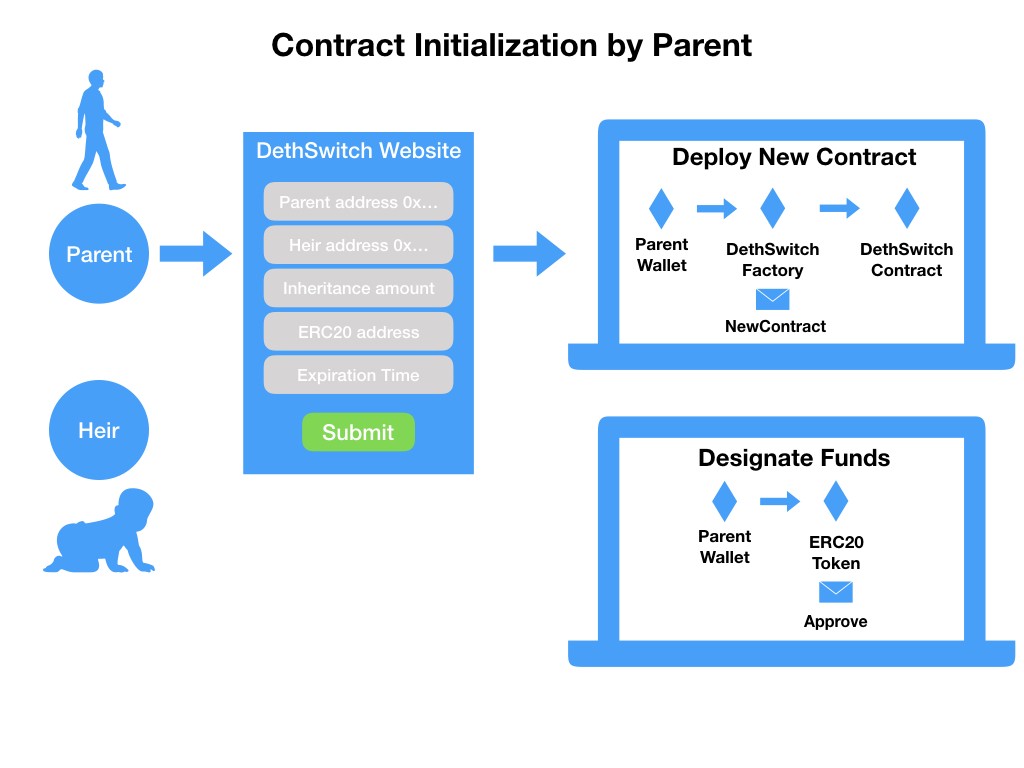 Contract Initialization by Parent
Parent
Heir
DethSwitch Website
Parent address 0x...
Heir address 0x...
Inheritance amount
ERC20 address
Expiration Time
Submit
Deploy New Contract
Parent
Wallet
DethSwitch
Factory
DethSwitch
Contract
NewContract
Designate Funds
Parent
Wallet
ERC20
Token
Approve